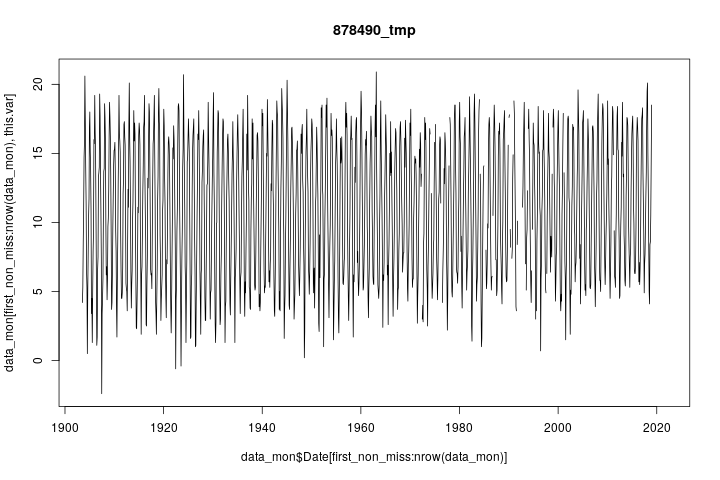 878490_tmp
data_mon[first_non_miss:nrow(data_mon), this.var]
20
15
10
5
0
1900 1920 1940 1960 1980 2000 2020
data_mon$Date[first_non_miss:nrow(data_mon)]